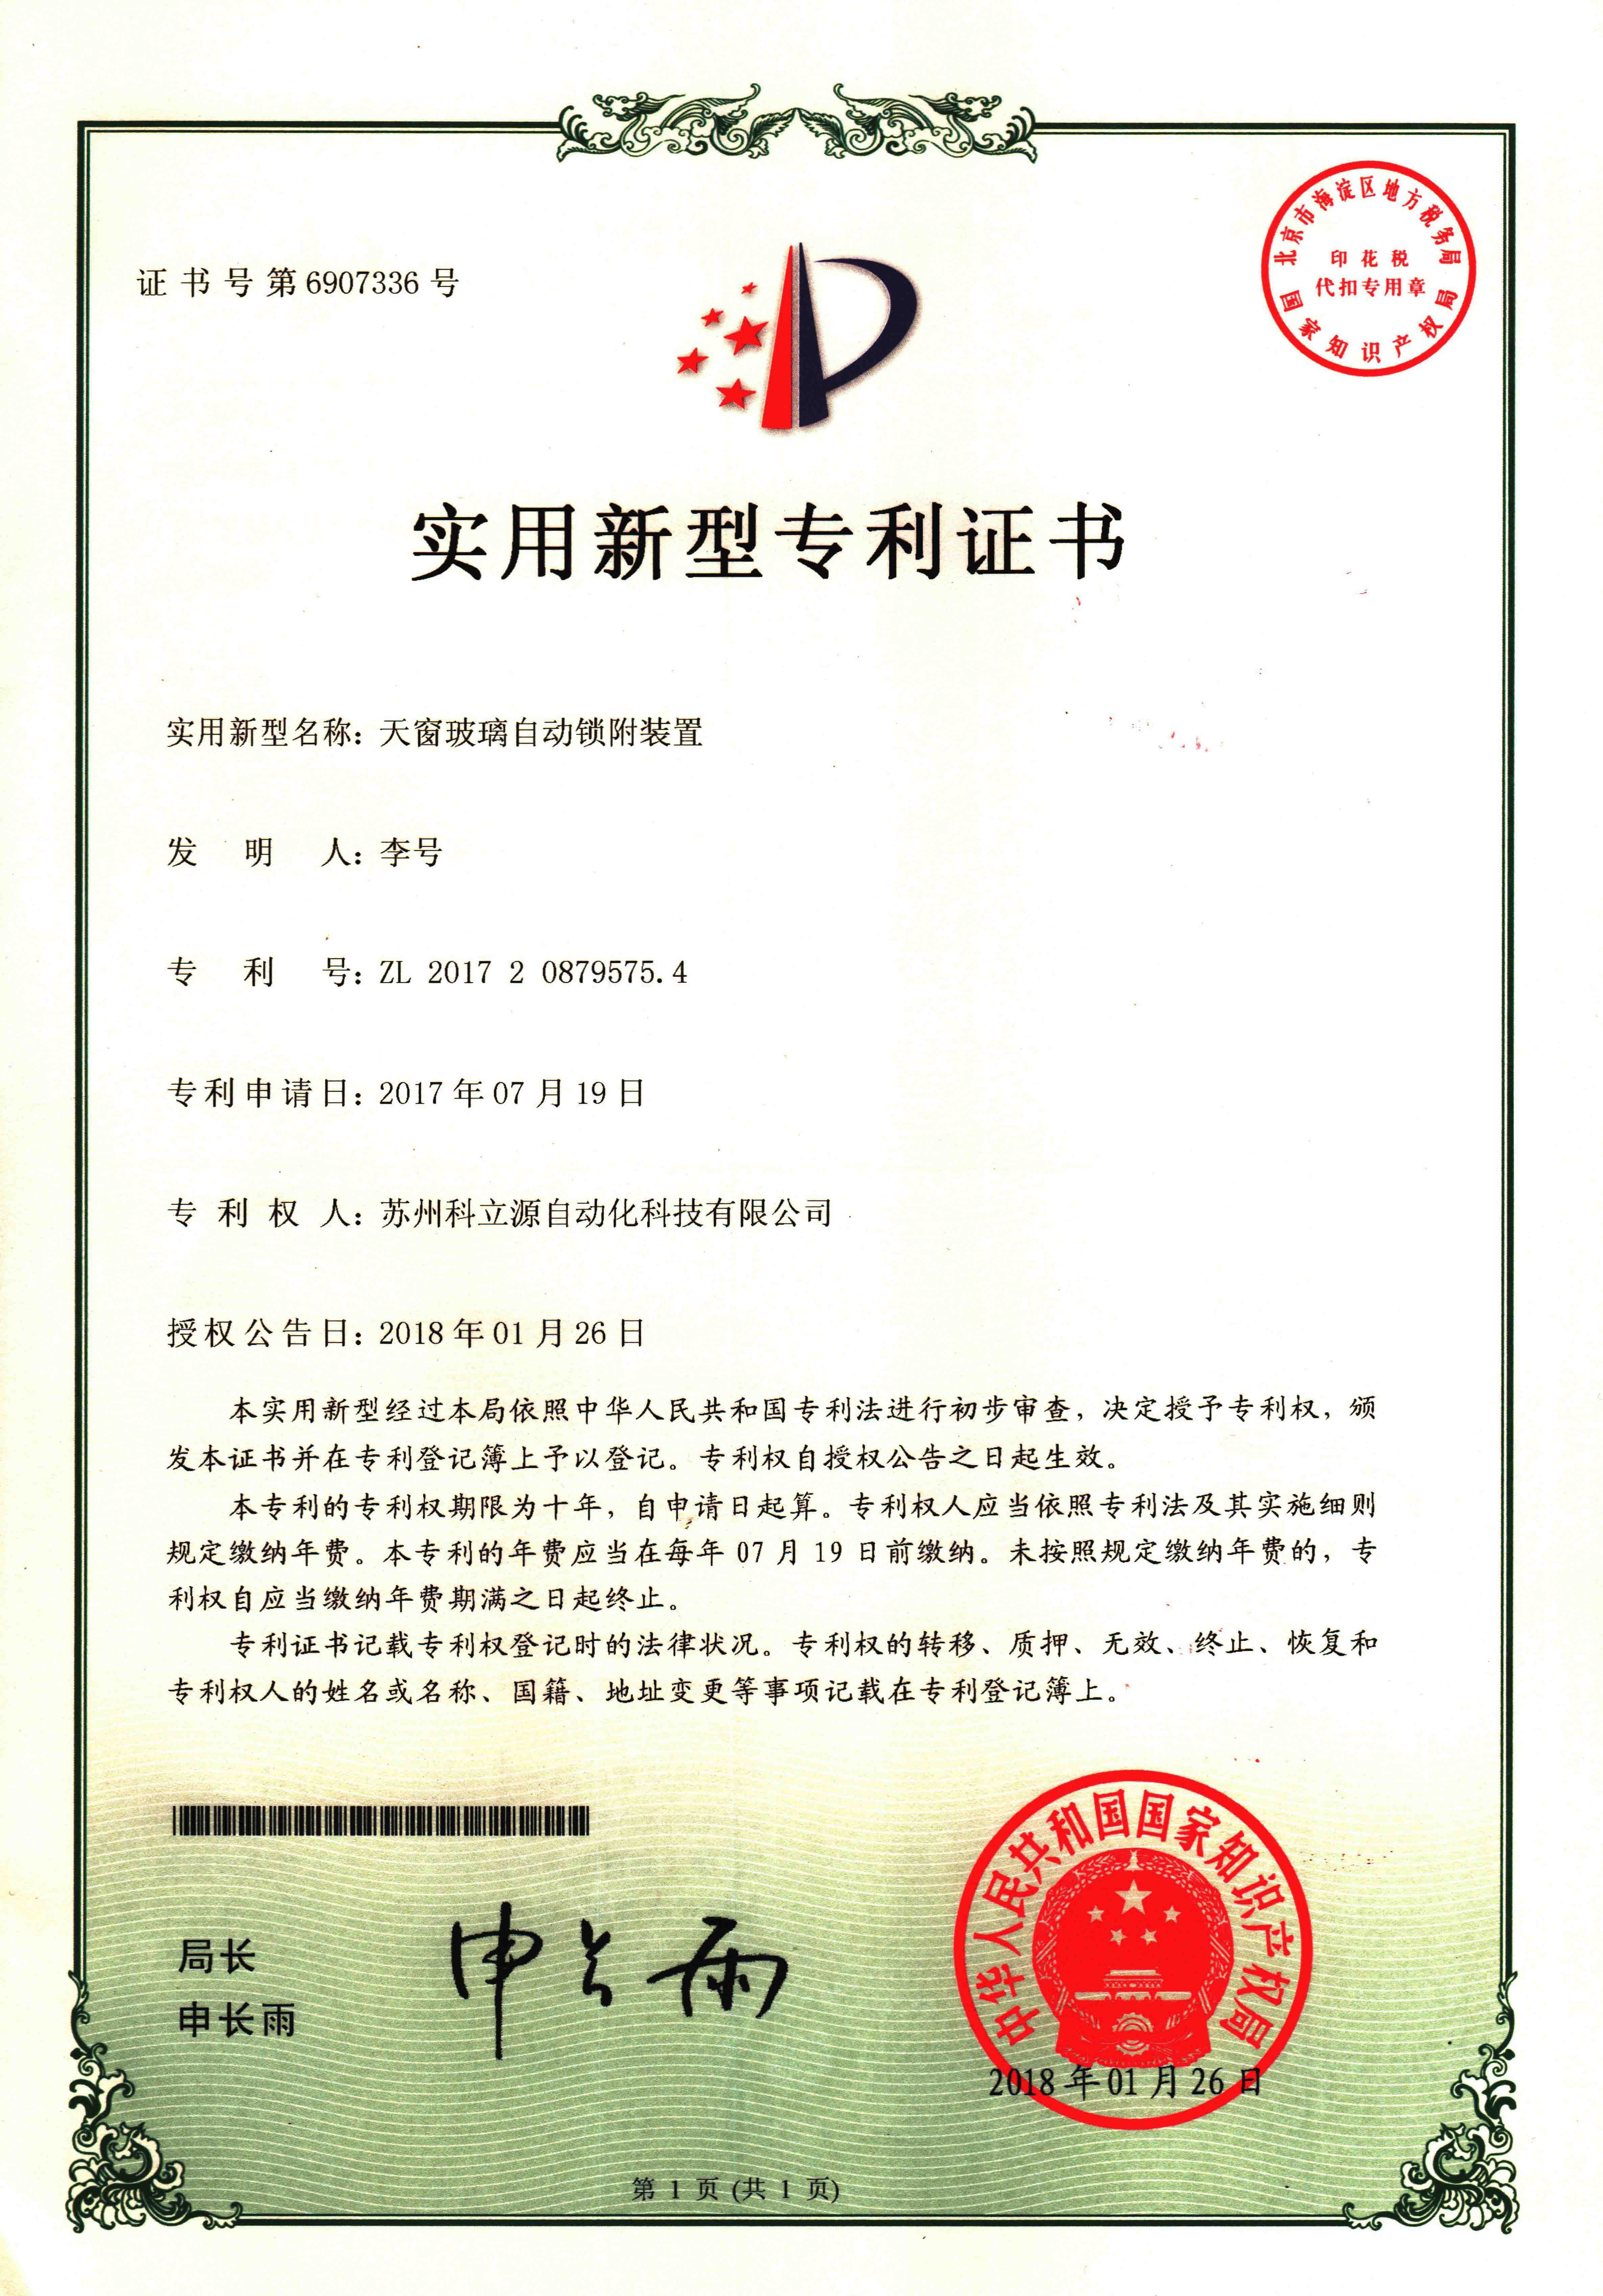 证书号第6907336号
北京市海淀区地方税务局
印花税
代扣专用章
国家知识产权局
实用新型专利证书
实用新型名称：天窗玻璃自动锁附装置
发明人：李号
专利号：ZL 2017 2 0879575.4
专利申请日：2017年07月19日
专利权人：苏州科立源自动化科技有限公司
授权公告日：2018年01月26日
本实用新型经过本局依照中华人民共和国专利法进行初步审查，决定授予专利权，颁
发本证书并在专利登记簿上予以登记。专利权自授权公告之日起生效。
本专利的专利权期限为十年，自申请日起算。专利权人应当依照专利法及其实施细则
规定缴纳年费。本专利的年费应当在每年07月19日前缴纳。未按照规定缴纳年费的，专
利权自应当缴纳年费期满之日起终止。
专利证书记载专利权登记时的法律状况。专利权的转移、质押、无效、终止、恢复和
专利权人的姓名或名称、国籍、地址变更等事项记载在专利登记簿上。
局长
申长雨
申长雨
中华人民共和国国家知识产权局
2018年01月26日
第1页(共1页)